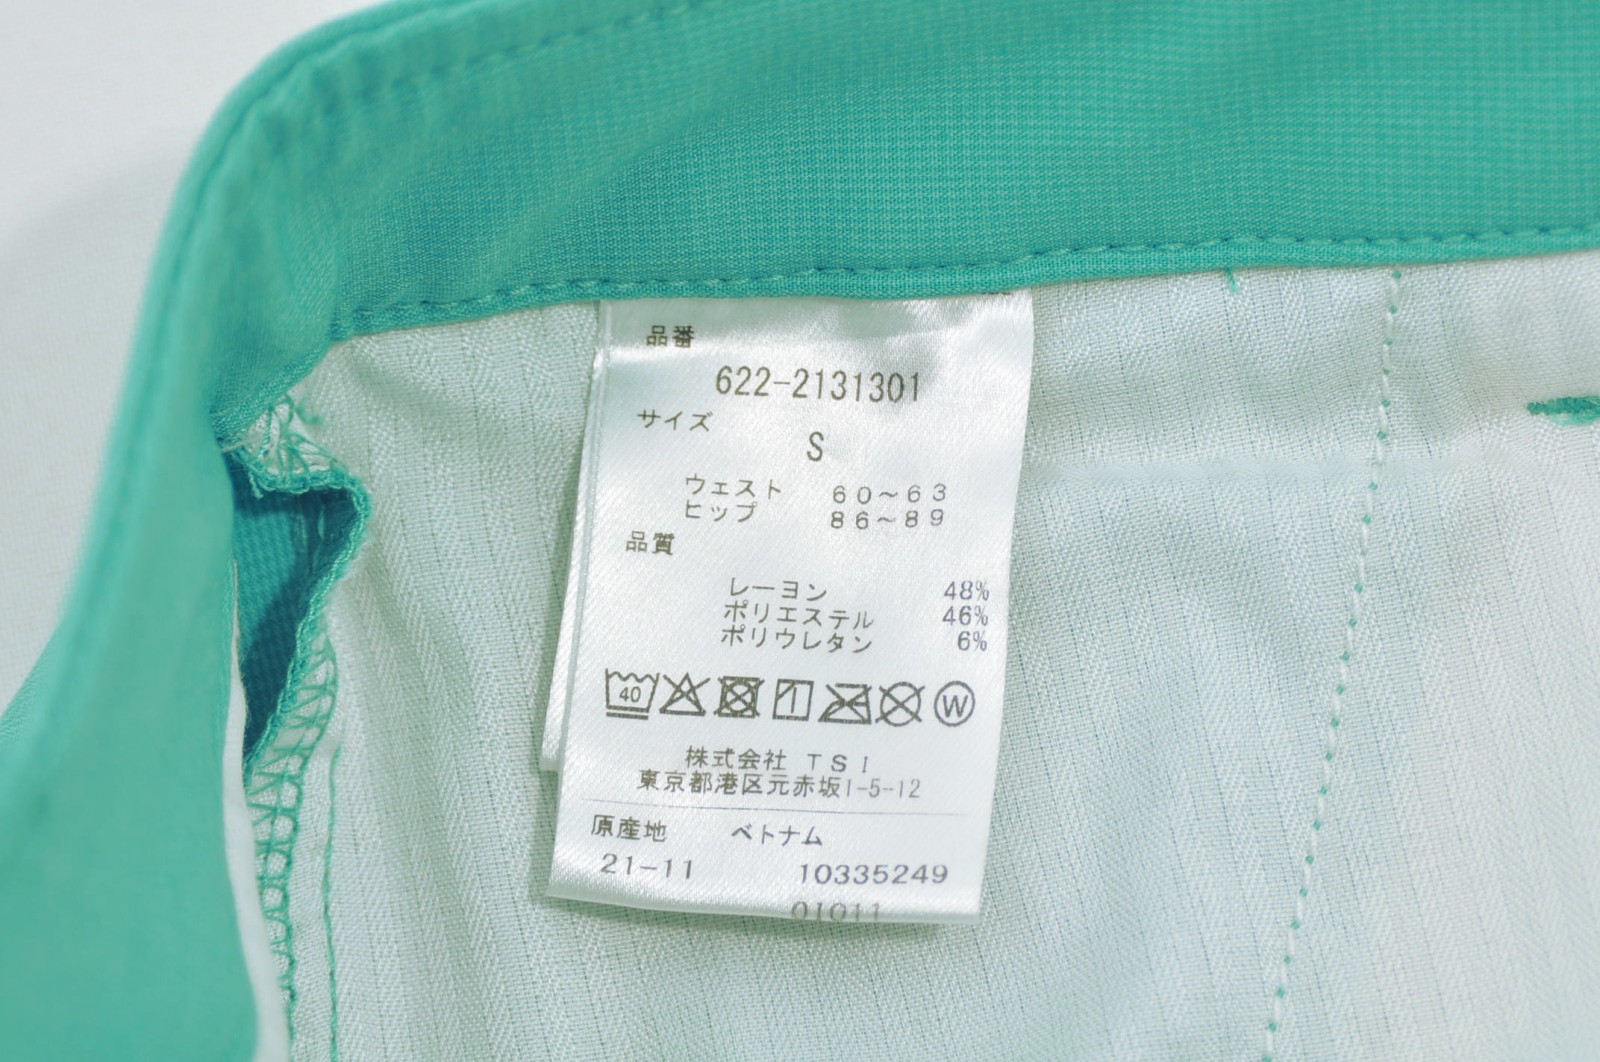 品番
622-2131301
サイズ
S
ウェスト 60~63
ヒップ 86~89
品質
レーヨン 48%
ポリエステル 46%
ポリウレタン 6%
40
W
株式会社 TSI
東京都港区元赤坂1-5-12
原産地 ベトナム
21-11 10335249
01011